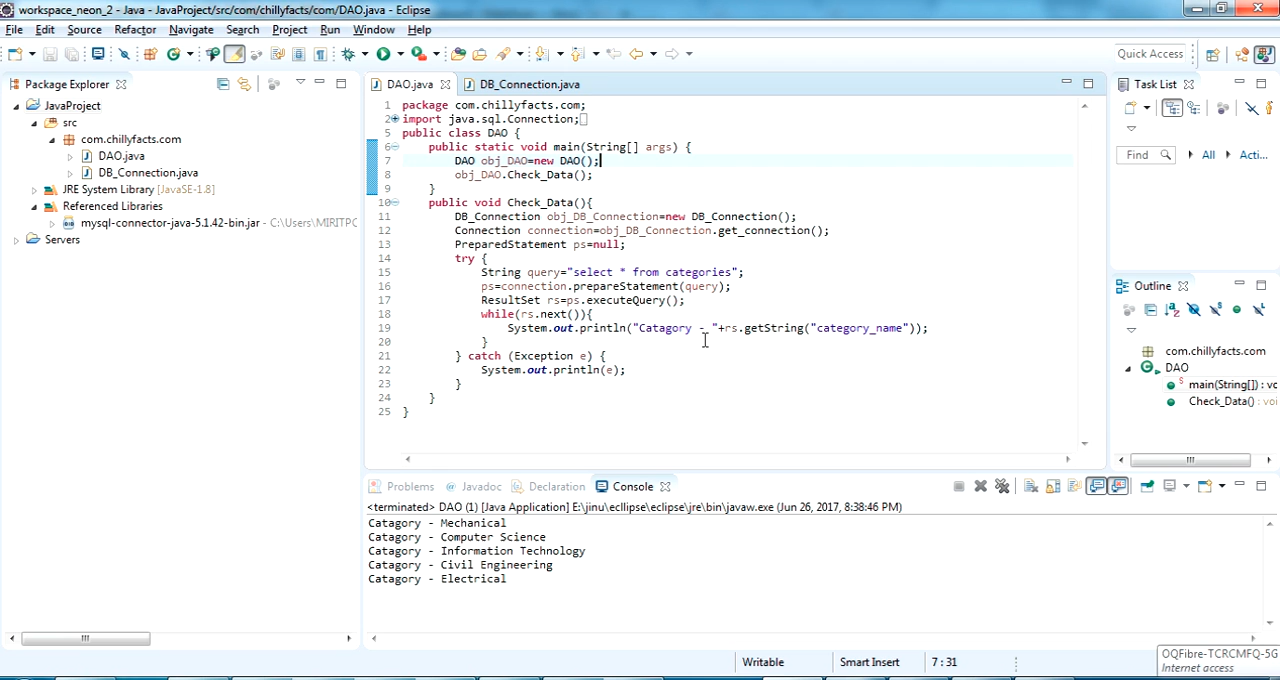 workspace_neon_2 - Java - JavaProject/src/com/chillyfacts/com/DAO.java - Eclipse
File Edit Source Refactor Navigate Search Project Run Window Help
Quick Access
Package Explorer
JavaProject
src
com.chillyfacts.com
DAO.java
DB_Connection.java
JRE System Library [JavaSE-1.8]
Referenced Libraries
mysql-connector-java-5.1.42-bin.jar - C:\Users\MIRITPC
Servers
DAO.java DB_Connection.java
1 package com.chillyfacts.com;
2 import java.sql.Connection;
5 public class DAO {
6 public static void main(String[] args) {
7 DAO obj_DAO=new DAO();
8 obj_DAO.Check_Data();
9 }
10 public void Check_Data(){
11 DB_Connection obj_DB_Connection=new DB_Connection();
12 Connection connection=obj_DB_Connection.get_connection();
13 PreparedStatement ps=null;
14 try {
15 String query="select * from categories";
16 ps=connection.prepareStatement(query);
17 ResultSet rs=ps.executeQuery();
18 while(rs.next()){
19 System.out.println("Catagory - "+rs.getString("category_name"));
20 }
21 } catch (Exception e) {
22 System.out.println(e);
23 }
24 }
25 }
Task List
Find All Acti...
Outline
com.chillyfacts.com
DAO
main(String[]) : vo
Check_Data() : voi
Problems Javadoc Declaration Console
<terminated> DAO (1) [Java Application] E:\jinu\ecllipse\eclipse\jre\bin\javaw.exe (Jun 26, 2017, 8:38:46 PM)
Catagory - Mechanical
Catagory - Computer Science
Catagory - Information Technology
Catagory - Civil Engineering
Catagory - Electrical
Writable Smart Insert 7 : 31
OQFibre-TCRCMFQ-5G
Internet access